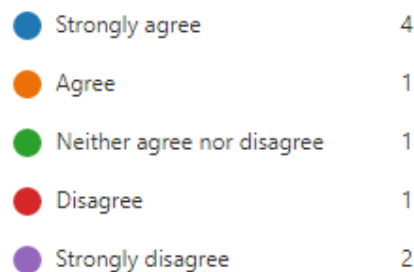 Strongly agree 4
Agree 1
Neither agree nor disagree 1
Disagree 1
Strongly disagree 2